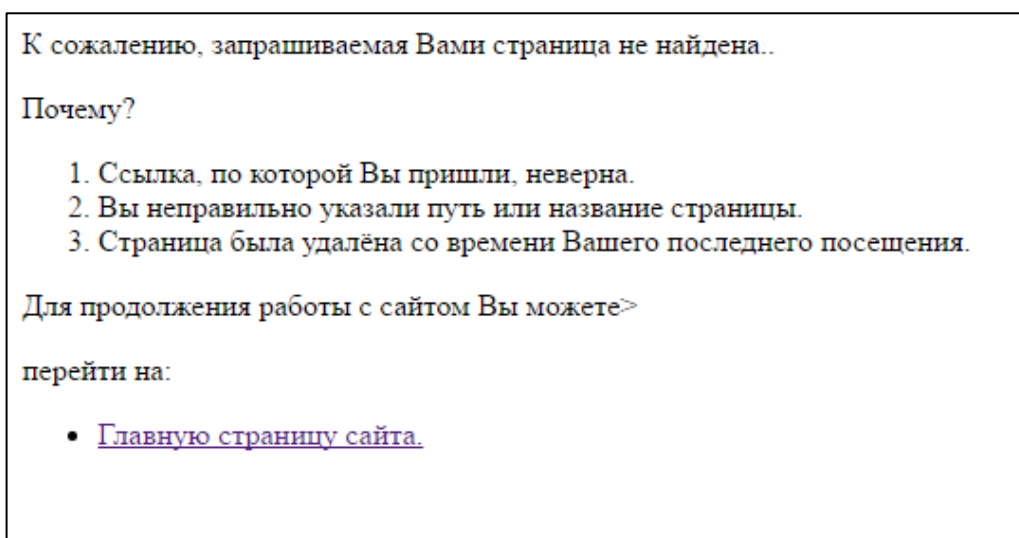 К сожалению, запрашиваемая Вами страница не найдена..
Почему?
1. Ссылка, по которой Вы пришли, неверна.
2. Вы неправильно указали путь или название страницы.
3. Страница была удалёна со времени Вашего последнего посещения.
Для продолжения работы с сайтом Вы можете>
перейти на:
• Главную страницу сайта.